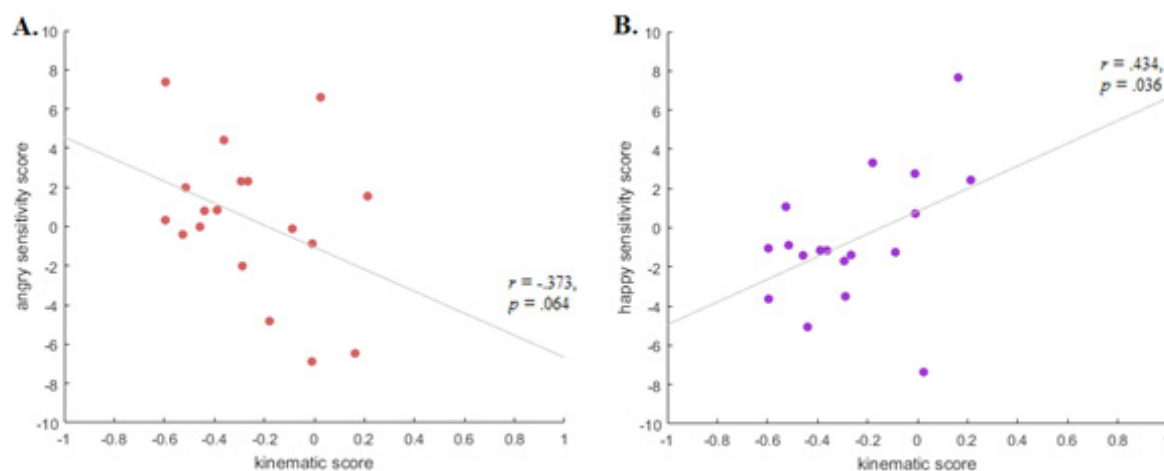 A.
10
8
6
4
2
0
-2
-4
-6
-8
-10
angry sensitivity score
r = -.373,
p = .064
-1 -0.8 -0.6 -0.4 -0.2 0 0.2 0.4 0.6 0.8 1
kinematic score
B.
10
8
6
4
2
0
-2
-4
-6
-8
-10
happy sensitivity score
r = .434,
p = .036
-1 -0.8 -0.6 -0.4 -0.2 0 0.2 0.4 0.6 0.8 1
kinematic score